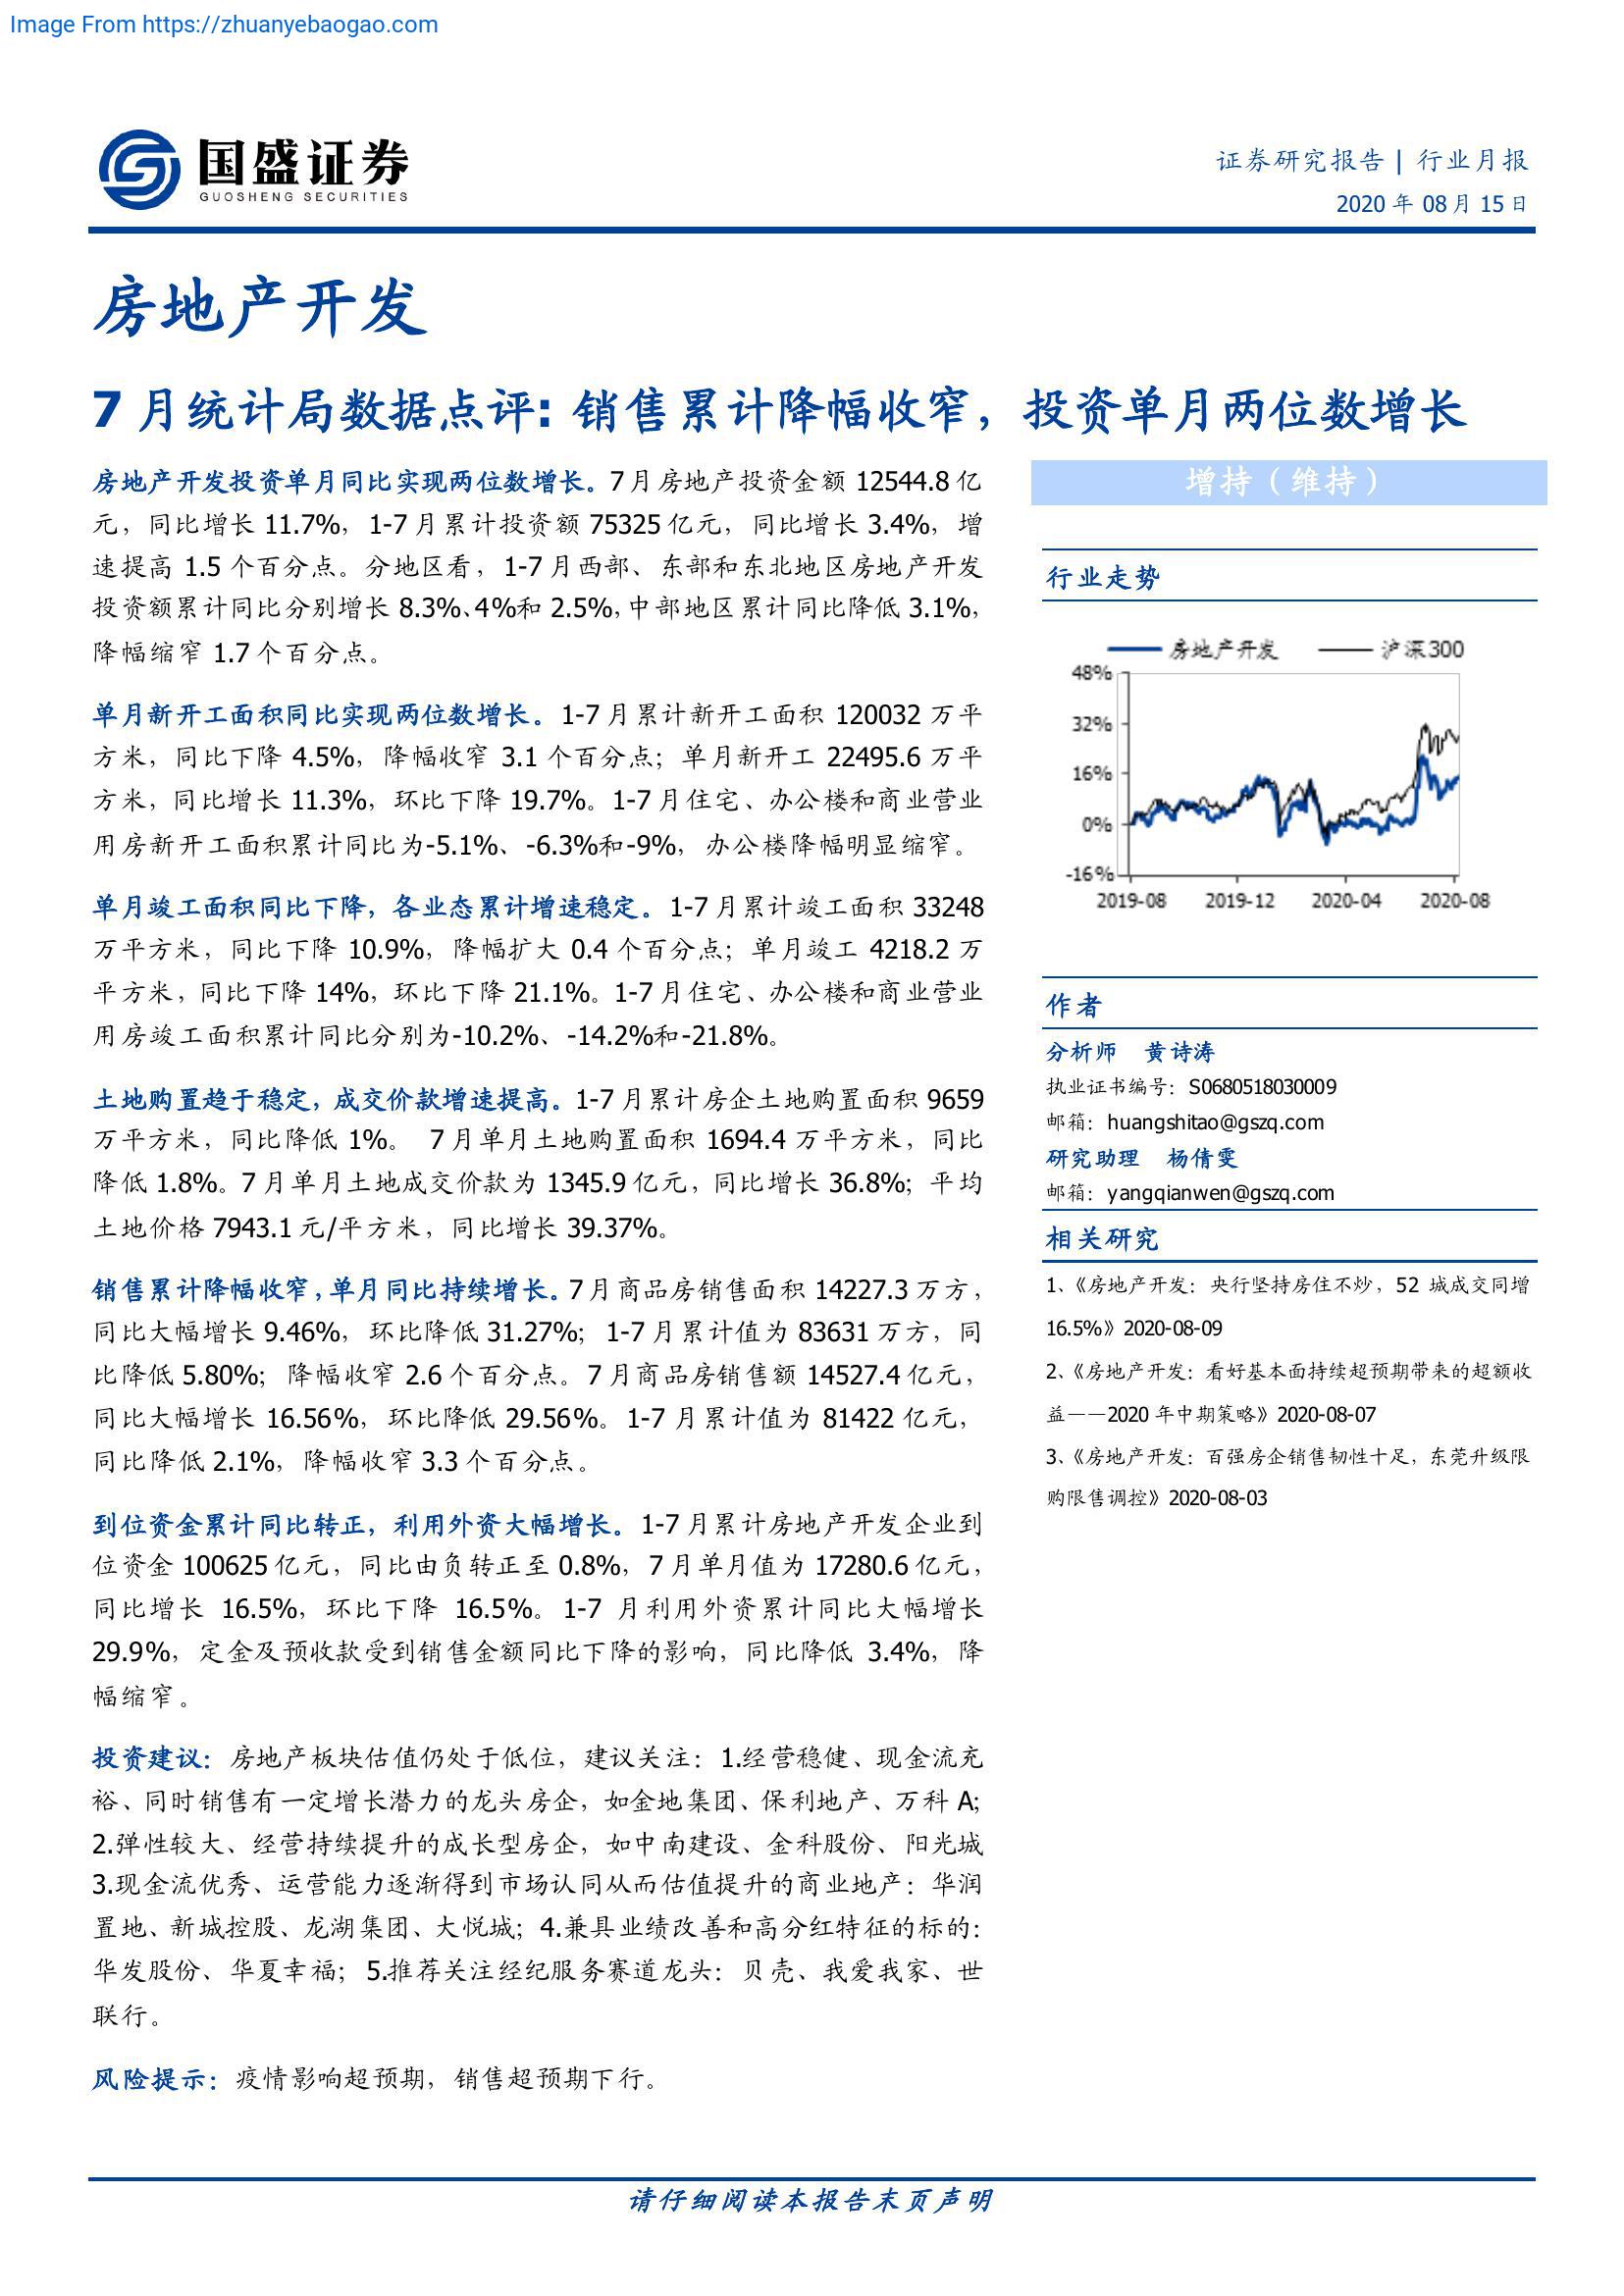 Image From https://zhuanyebaogao.com
国盛证券
GUOSHENG SECURITIES
证券研究报告 | 行业月报
2020 年 08 月 15 日
房地产开发
7 月统计局数据点评: 销售累计降幅收窄，投资单月两位数增长
房地产开发投资单月同比实现两位数增长。7 月房地产投资金额 12544.8 亿
元，同比增长 11.7%，1-7 月累计投资额 75325 亿元，同比增长 3.4%，增
速提高 1.5 个百分点。分地区看，1-7 月西部、东部和东北地区房地产开发
投资额累计同比分别增长 8.3%、4%和 2.5%，中部地区累计同比降低 3.1%，
降幅缩窄 1.7 个百分点。
单月新开工面积同比实现两位数增长。1-7 月累计新开工面积 120032 万平
方米，同比下降 4.5%，降幅收窄 3.1 个百分点；单月新开工 22495.6 万平
方米，同比增长 11.3%，环比下降 19.7%。1-7 月住宅、办公楼和商业营业
用房新开工面积累计同比为-5.1%、-6.3%和-9%，办公楼降幅明显缩窄。
单月竣工面积同比下降，各业态累计增速稳定。1-7 月累计竣工面积 33248
万平方米，同比下降 10.9%，降幅扩大 0.4 个百分点；单月竣工 4218.2 万
平方米，同比下降 14%，环比下降 21.1%。1-7 月住宅、办公楼和商业营业
用房竣工面积累计同比分别为-10.2%、-14.2%和-21.8%。
土地购置趋于稳定，成交价款增速提高。1-7 月累计房企土地购置面积 9659
万平方米，同比降低 1%。 7 月单月土地购置面积 1694.4 万平方米，同比
降低 1.8%。7 月单月土地成交价款为 1345.9 亿元，同比增长 36.8%；平均
土地价格 7943.1 元/平方米，同比增长 39.37%。
销售累计降幅收窄，单月同比持续增长。7 月商品房销售面积 14227.3 万方，
同比大幅增长 9.46%，环比降低 31.27%；1-7 月累计值为 83631 万方，同
比降低 5.80%；降幅收窄 2.6 个百分点。7 月商品房销售额 14527.4 亿元，
同比大幅增长 16.56%，环比降低 29.56%。1-7 月累计值为 81422 亿元，
同比降低 2.1%，降幅收窄 3.3 个百分点。
到位资金累计同比转正，利用外资大幅增长。1-7 月累计房地产开发企业到
位资金 100625 亿元，同比由负转正至 0.8%，7 月单月值为 17280.6 亿元，
同比增长 16.5%，环比下降 16.5%。1-7 月利用外资累计同比大幅增长
29.9%，定金及预收款受到销售金额同比下降的影响，同比降低 3.4%，降
幅缩窄。
投资建议：房地产板块估值仍处于低位，建议关注：1.经营稳健、现金流充
裕、同时销售有一定增长潜力的龙头房企，如金地集团、保利地产、万科 A；
2.弹性较大、经营持续提升的成长型房企，如中南建设、金科股份、阳光城
3.现金流优秀、运营能力逐渐得到市场认同从而估值提升的商业地产：华润
置地、新城控股、龙湖集团、大悦城；4.兼具业绩改善和高分红特征的标的：
华发股份、华夏幸福；5.推荐关注经纪服务赛道龙头：贝壳、我爱我家、世
联行。
风险提示：疫情影响超预期，销售超预期下行。
增持（维持）
行业走势
房地产开发 沪深300
48%
32%
16%
0%
-16%
2019-08 2019-12 2020-04 2020-08
作者
分析师 黄诗涛
执业证书编号：S0680518030009
邮箱：huangshitao@gszq.com
研究助理 杨倩雯
邮箱：yangqianwen@gszq.com
相关研究
1、《房地产开发：央行坚持房住不炒，52 城成交同增
16.5%》2020-08-09
2、《房地产开发：看好基本面持续超预期带来的超额收
益——2020 年中期策略》2020-08-07
3、《房地产开发：百强房企销售韧性十足，东莞升级限
购限售调控》2020-08-03
请仔细阅读本报告末页声明